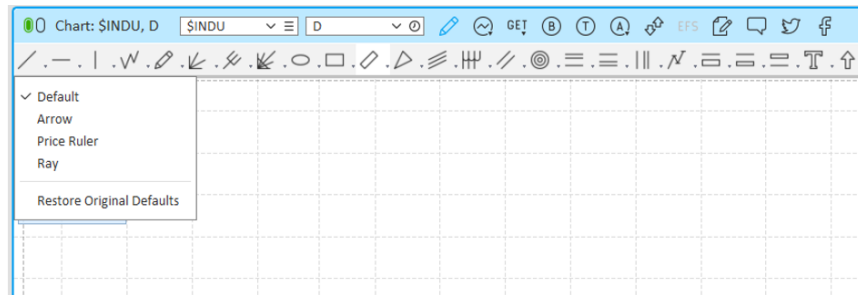 Chart: $INDU, D $INDU D GET B T A EFS
T
Default
Arrow
Price Ruler
Ray
Restore Original Defaults